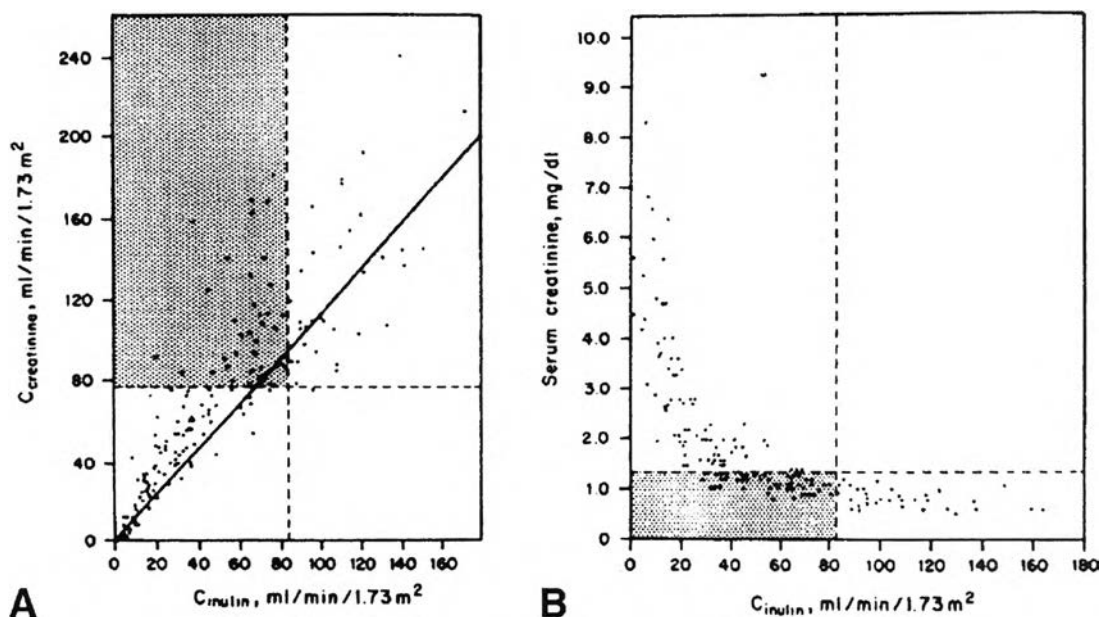 240
200
160
120
80
40
0
C creatinine, ml/min/1.73 m²
0 20 40 60 80 100 120 140 160
C inulin, ml/min/1.73 m²
A
10.0
9.0
8.0
7.0
6.0
5.0
4.0
3.0
2.0
1.0
0
Serum creatinine, mg/dl
0 20 40 60 80 100 120 140 160 180
C inulin, ml/min/1.73 m²
B